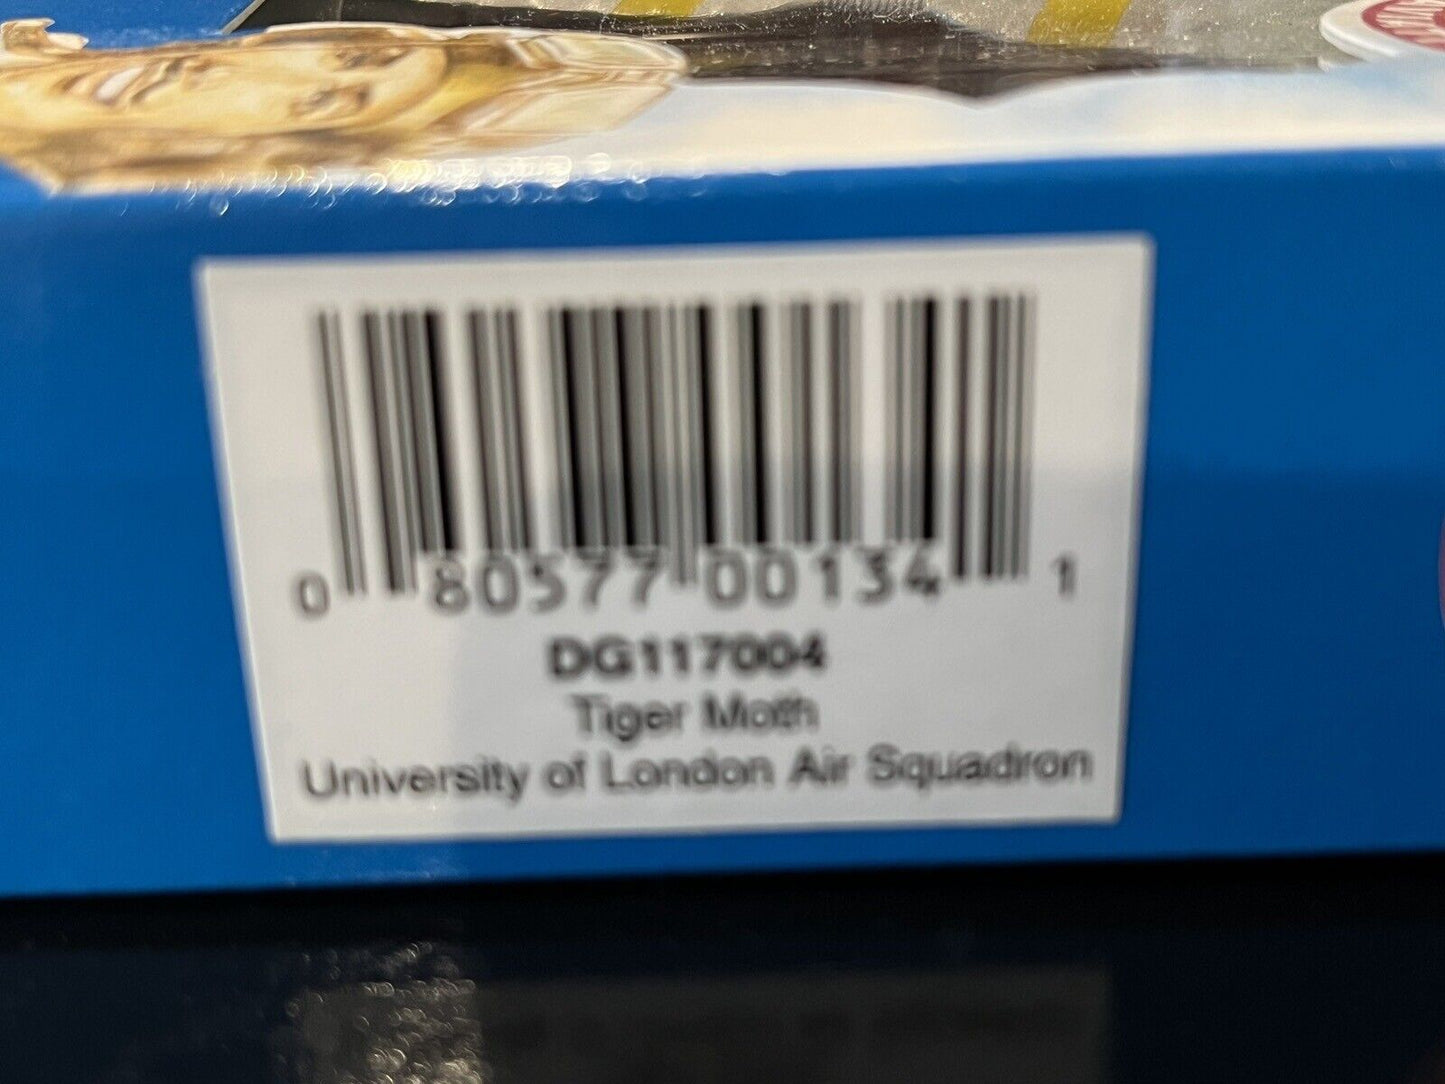 0 80577 00134 1
DG117004
Tiger Moth
University of London Air Squadron